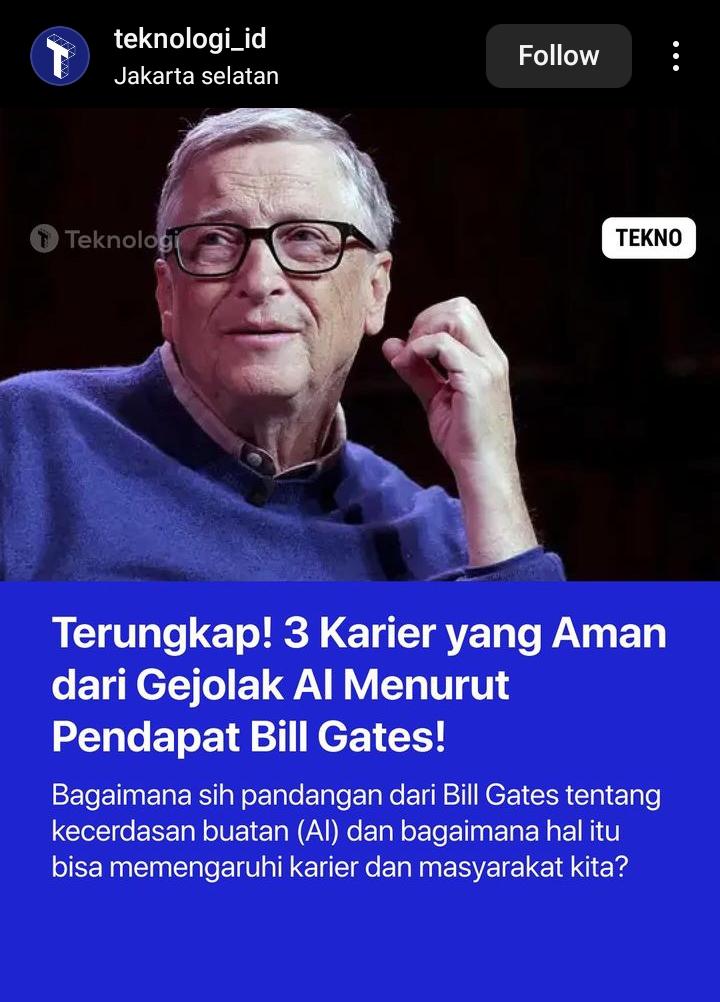 teknologi_id
Jakarta selatan
Follow
Teknologi
TEKNO
Terungkap! 3 Karier yang Aman
dari Gejolak AI Menurut
Pendapat Bill Gates!
Bagaimana sih pandangan dari Bill Gates tentang
kecerdasan buatan (AI) dan bagaimana hal itu
bisa memengaruhi karier dan masyarakat kita?